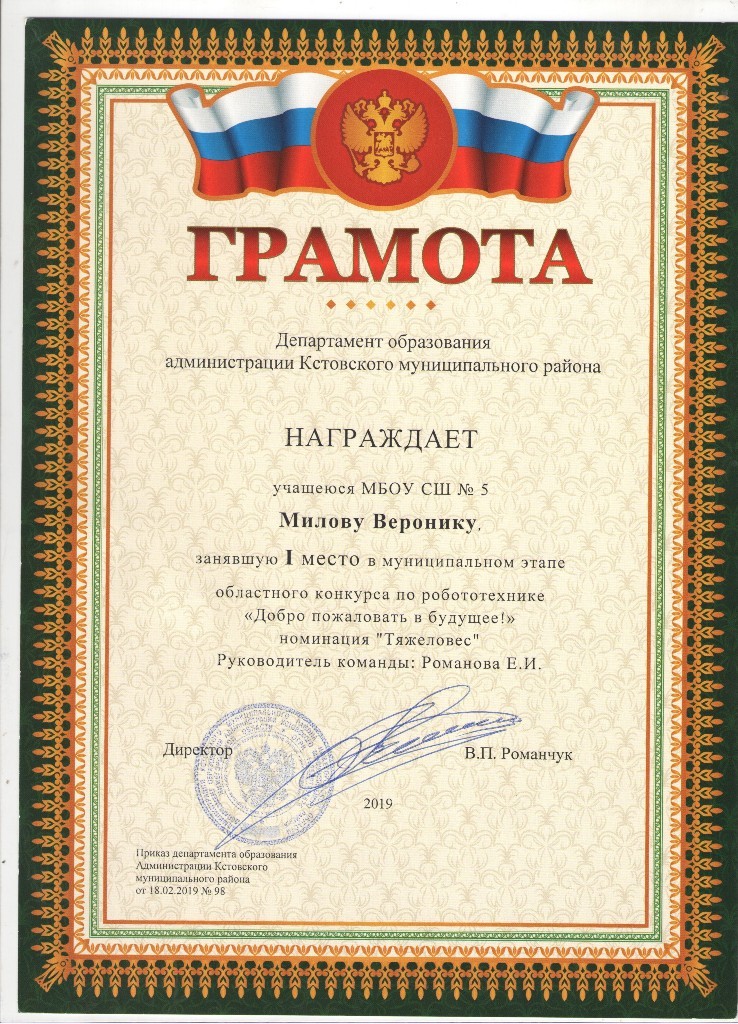 ГРАМОТА
Департамент образования
администрации Кстовского муниципального района
НАГРАЖДАЕТ
учащеюся МБОУ СШ № 5
Милову Веронику,
занявшую I место в муниципальном этапе
областного конкурса по робототехнике
«Добро пожаловать в будущее!»
номинация "Тяжеловес"
Руководитель команды: Романова Е.И.
Директор
В.П. Романчук
2019
Приказ департамента образования
Администрации Кстовского
муниципального района
от 18.02.2019 № 98